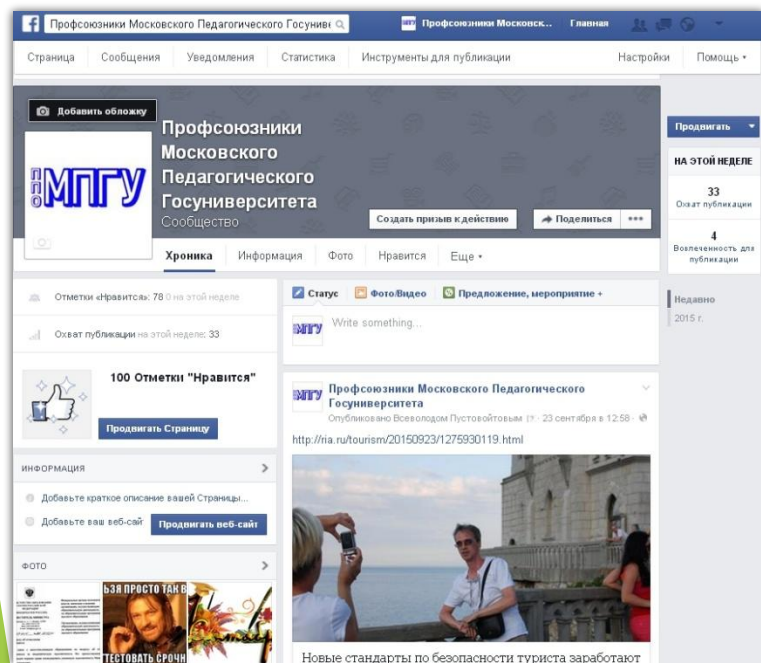 Профсоюзники Московского Педагогического Госуниве
Профсоюзники Московск...
Главная
Страница
Сообщения
Уведомления
Статистика
Инструменты для публикации
Настройки
Помощь
Добавить обложку
ППО МПГУ
Профсоюзники
Московского
Педагогического
Госуниверситета
Сообщество
Создать призыв к действию
Поделиться
Продвигать
НА ЭТОЙ НЕДЕЛЕ
33
Охват публикации
4
Вовлеченность для
публикации
Недавно
2015 г.
Хроника
Информация
Фото
Нравится
Еще
Отметки «Нравится»: 78 0 на этой неделе
Охват публикации на этой неделе: 33
100 Отметки "Нравится"
Продвигать Страницу
ИНФОРМАЦИЯ
Добавьте краткое описание вашей Страницы...
Добавьте ваш веб-сайт
Продвигать веб-сайт
ФОТО
ЬЗЯ ПРОСТО ТАК В
ТЕСТОВАТЬ СРОЧН
Статус
Фото/Видео
Предложение, мероприятие +
МПГУ
Write something...
МПГУ
Профсоюзники Московского Педагогического
Госуниверситета
Опубликовано Всеволодом Пустовойтовым [?] · 23 сентября в 12:58 ·
http://ria.ru/tourism/20150923/1275930119.html
Новые стандарты по безопасности туриста заработают